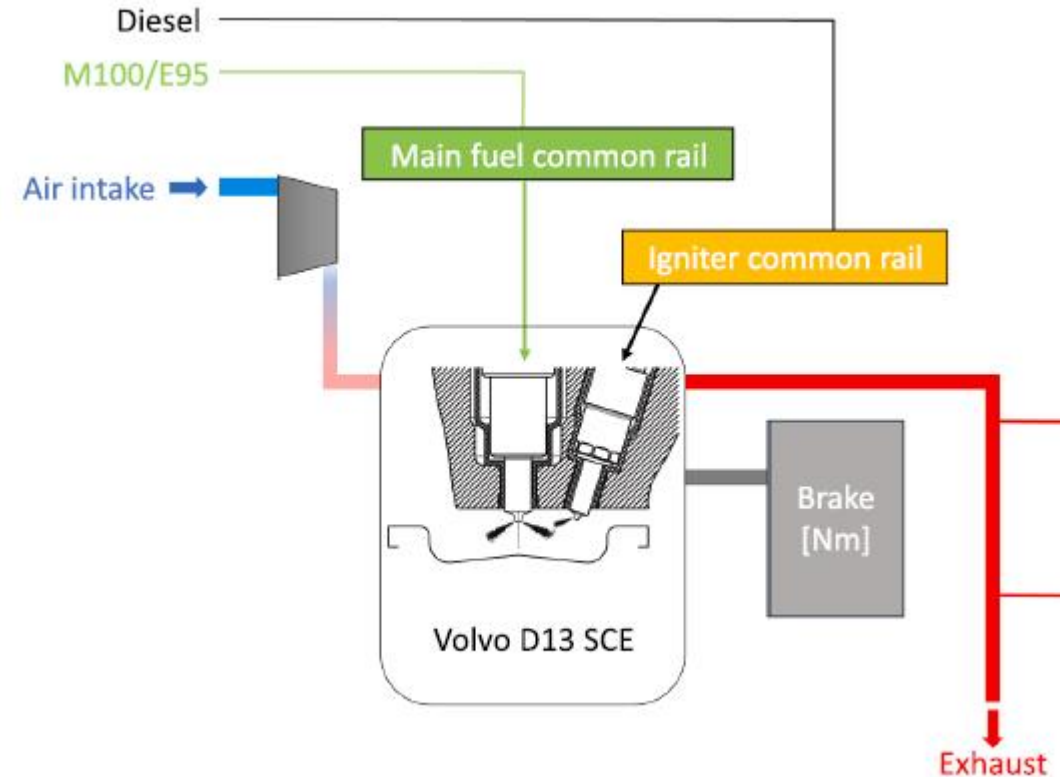 Diesel
M100/E95
Main fuel common rail
Air intake
Igniter common rail
Brake
[Nm]
Volvo D13 SCE
Exhaust